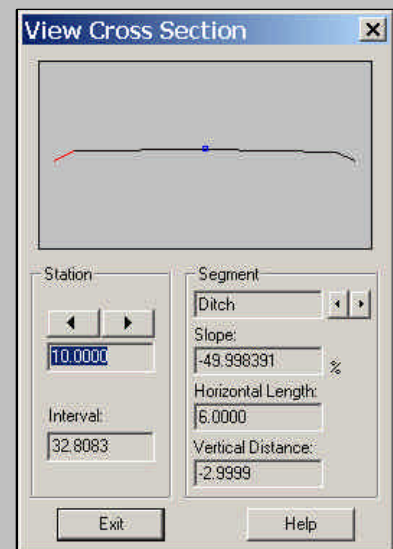 View Cross Section
Station
10.0000
Interval:
32.8083
Segment
Ditch
Slope:
-49.998391 %
Horizontal Length:
6.0000
Vertical Distance:
-2.9999
Exit
Help